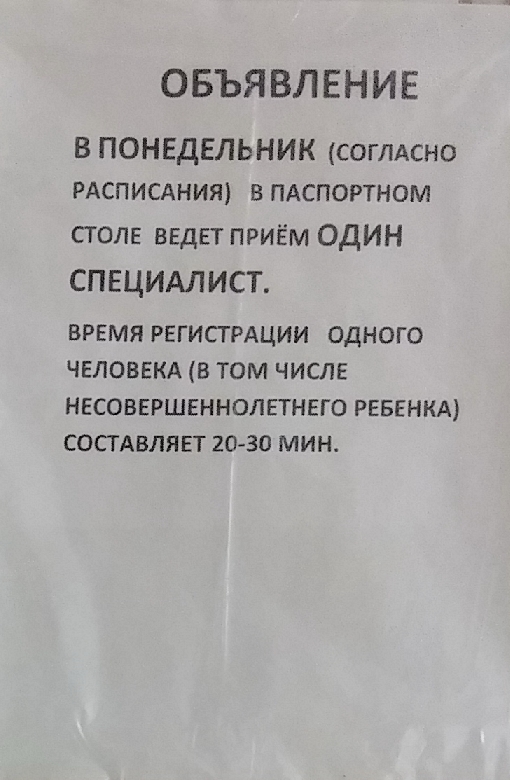 ОБЪЯВЛЕНИЕ
В ПОНЕДЕЛЬНИК (СОГЛАСНО
РАСПИСАНИЯ) В ПАСПОРТНОМ
СТОЛЕ ВЕДЕТ ПРИЁМ ОДИН
СПЕЦИАЛИСТ.
ВРЕМЯ РЕГИСТРАЦИИ ОДНОГО
ЧЕЛОВЕКА (В ТОМ ЧИСЛЕ
НЕСОВЕРШЕННОЛЕТНЕГО РЕБЕНКА)
СОСТАВЛЯЕТ 20-30 МИН.